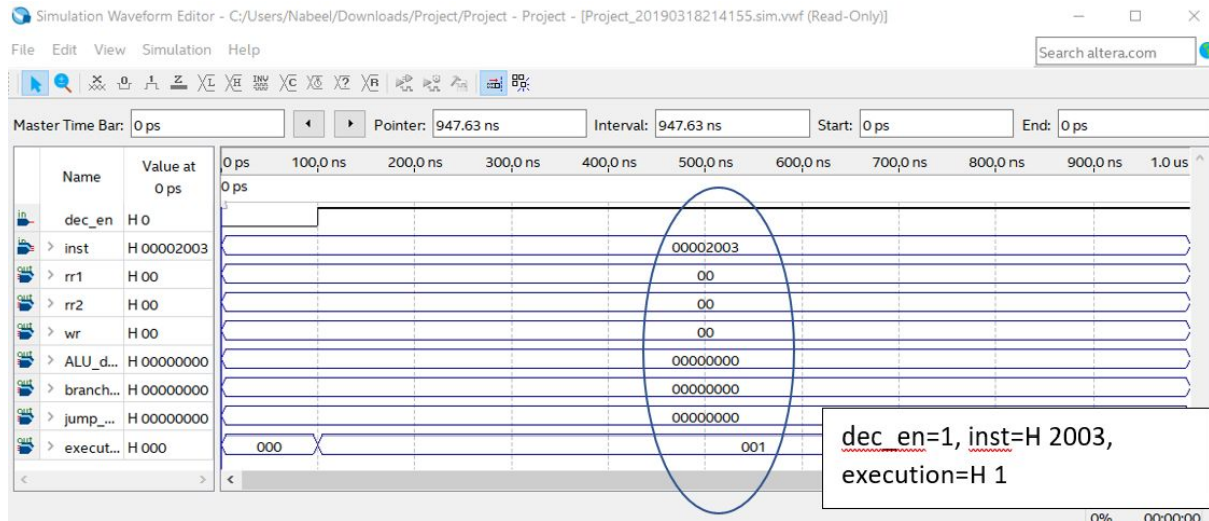 Simulation Waveform Editor - C:/Users/Nabeel/Downloads/Project/Project - Project - [Project_20190318214155.sim.vwf (Read-Only)]
File Edit View Simulation Help
Search altera.com
Master Time Bar: 0 ps Pointer: 947.63 ns Interval: 947.63 ns Start: 0 ps End: 0 ps
Name Value at 0 ps
0 ps 100.0 ns 200.0 ns 300.0 ns 400.0 ns 500.0 ns 600.0 ns 700.0 ns 800.0 ns 900.0 ns 1.0 us
0 ps
dec_en H 0
inst H 00002003 00002003
rr1 H 00 00
rr2 H 00 00
wr H 00 00
ALU_d... H 00000000 00000000
branch... H 00000000 00000000
jump_... H 00000000 00000000
execut... H 000 000 001
dec_en=1, inst=H 2003,
execution=H 1
0% 00:00:00